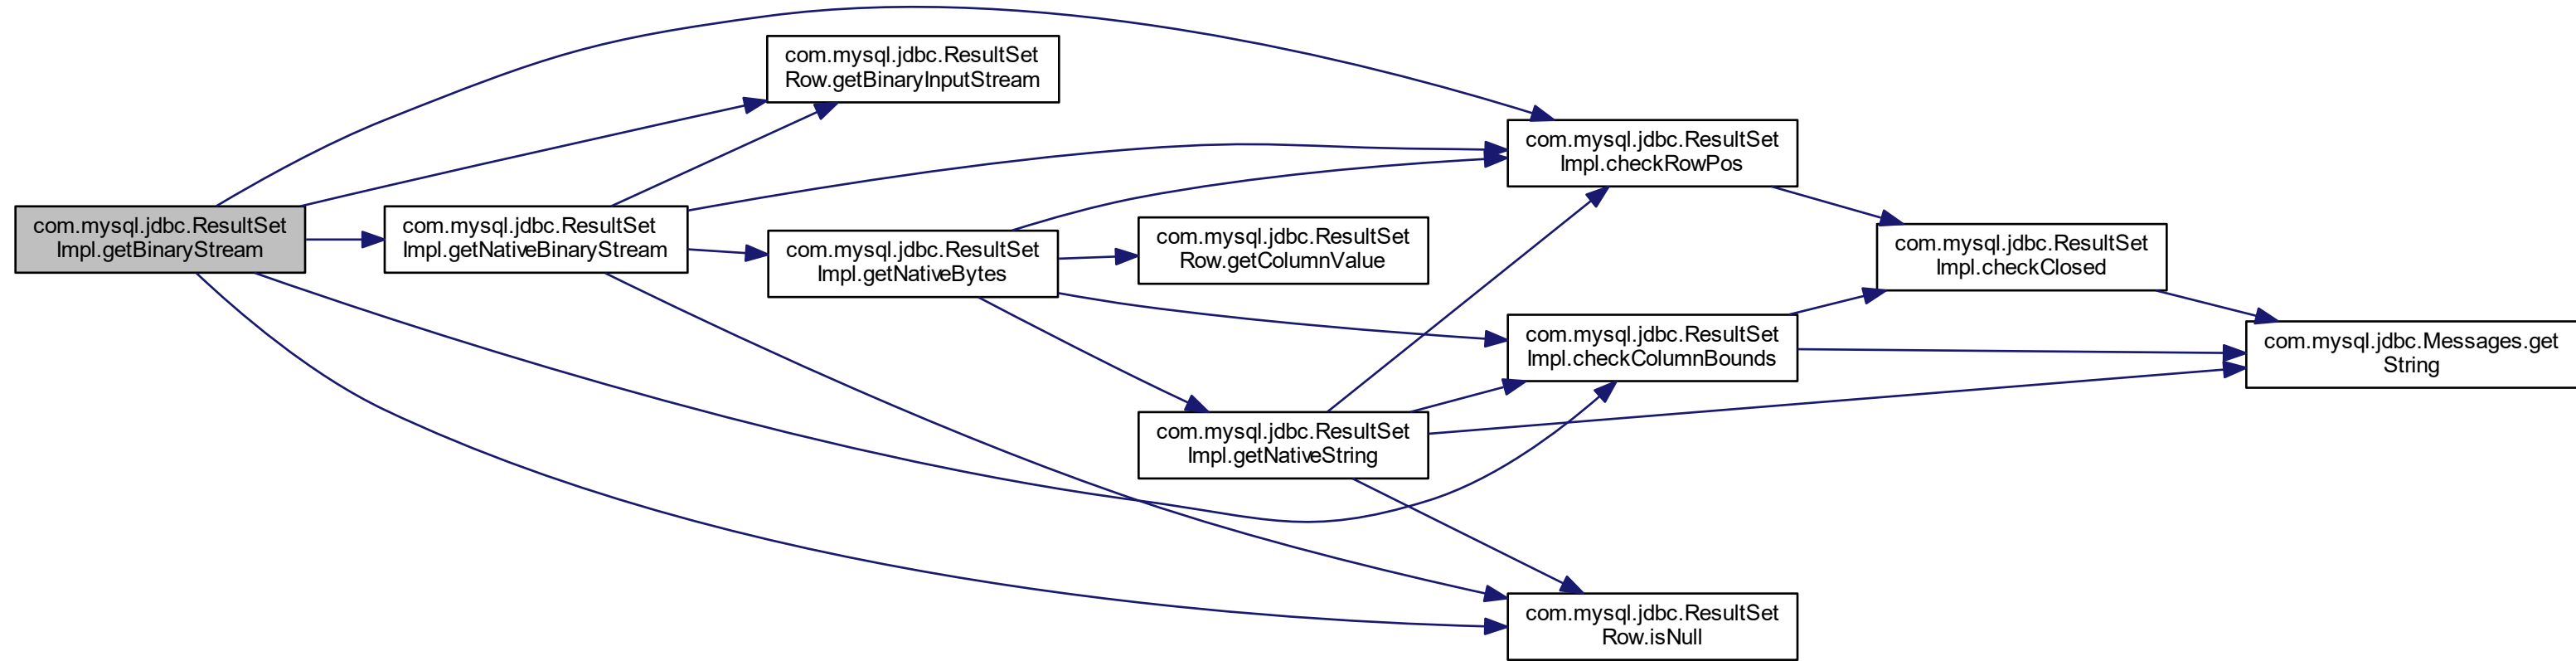 com.mysql.jdbc.ResultSet
Row.getBinaryInputStream
com.mysql.jdbc.ResultSet
Impl.checkRowPos
com.mysql.jdbc.ResultSet
Impl.getBinaryStream
com.mysql.jdbc.ResultSet
Impl.getNativeBinaryStream
com.mysql.jdbc.ResultSet
Impl.getNativeBytes
com.mysql.jdbc.ResultSet
Row.getColumnValue
com.mysql.jdbc.ResultSet
Impl.checkClosed
com.mysql.jdbc.ResultSet
Impl.checkColumnBounds
com.mysql.jdbc.Messages.get
String
com.mysql.jdbc.ResultSet
Impl.getNativeString
com.mysql.jdbc.ResultSet
Row.isNull